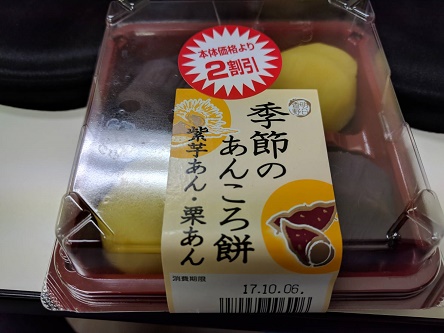 本体価格より
2割引
季節の
あんころ餅
紫芋あん・栗あん
消費期限
17.10.06.